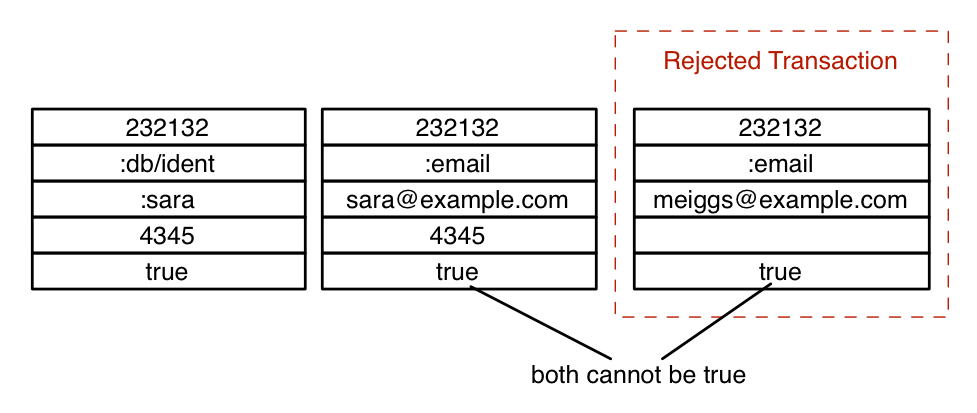 Rejected Transaction
232132
:db/ident
:sara
4345
true
232132
:email
sara@example.com
4345
true
232132
:email
meiggs@example.com
true
both cannot be true